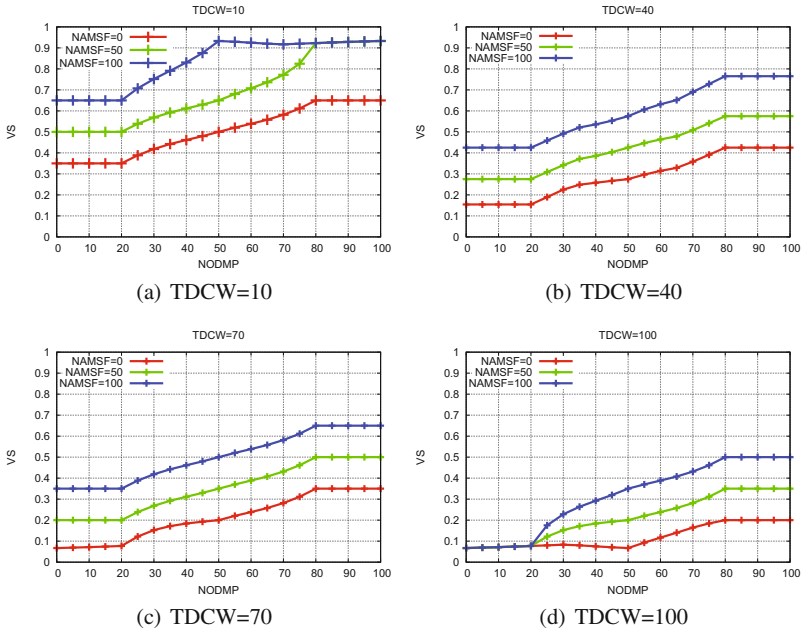 TDCW=10
NAMSF=0
NAMSF=50
NAMSF=100
VS
1
0.9
0.8
0.7
0.6
0.5
0.4
0.3
0.2
0.1
0
0 10 20 30 40 50 60 70 80 90 100
NODMP
(a) TDCW=10
TDCW=40
NAMSF=0
NAMSF=50
NAMSF=100
VS
1
0.9
0.8
0.7
0.6
0.5
0.4
0.3
0.2
0.1
0
0 10 20 30 40 50 60 70 80 90 100
NODMP
(b) TDCW=40
TDCW=70
NAMSF=0
NAMSF=50
NAMSF=100
VS
1
0.9
0.8
0.7
0.6
0.5
0.4
0.3
0.2
0.1
0
0 10 20 30 40 50 60 70 80 90 100
NODMP
(c) TDCW=70
TDCW=100
NAMSF=0
NAMSF=50
NAMSF=100
VS
1
0.9
0.8
0.7
0.6
0.5
0.4
0.3
0.2
0.1
0
0 10 20 30 40 50 60 70 80 90 100
NODMP
(d) TDCW=100